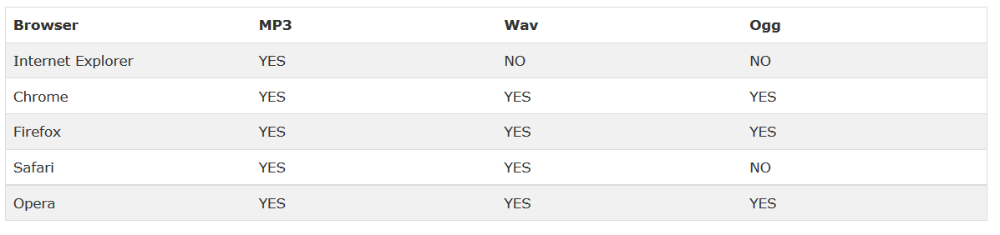 Browser MP3 Wav Ogg
Internet Explorer YES NO NO
Chrome YES YES YES
Firefox YES YES YES
Safari YES YES NO
Opera YES YES YES